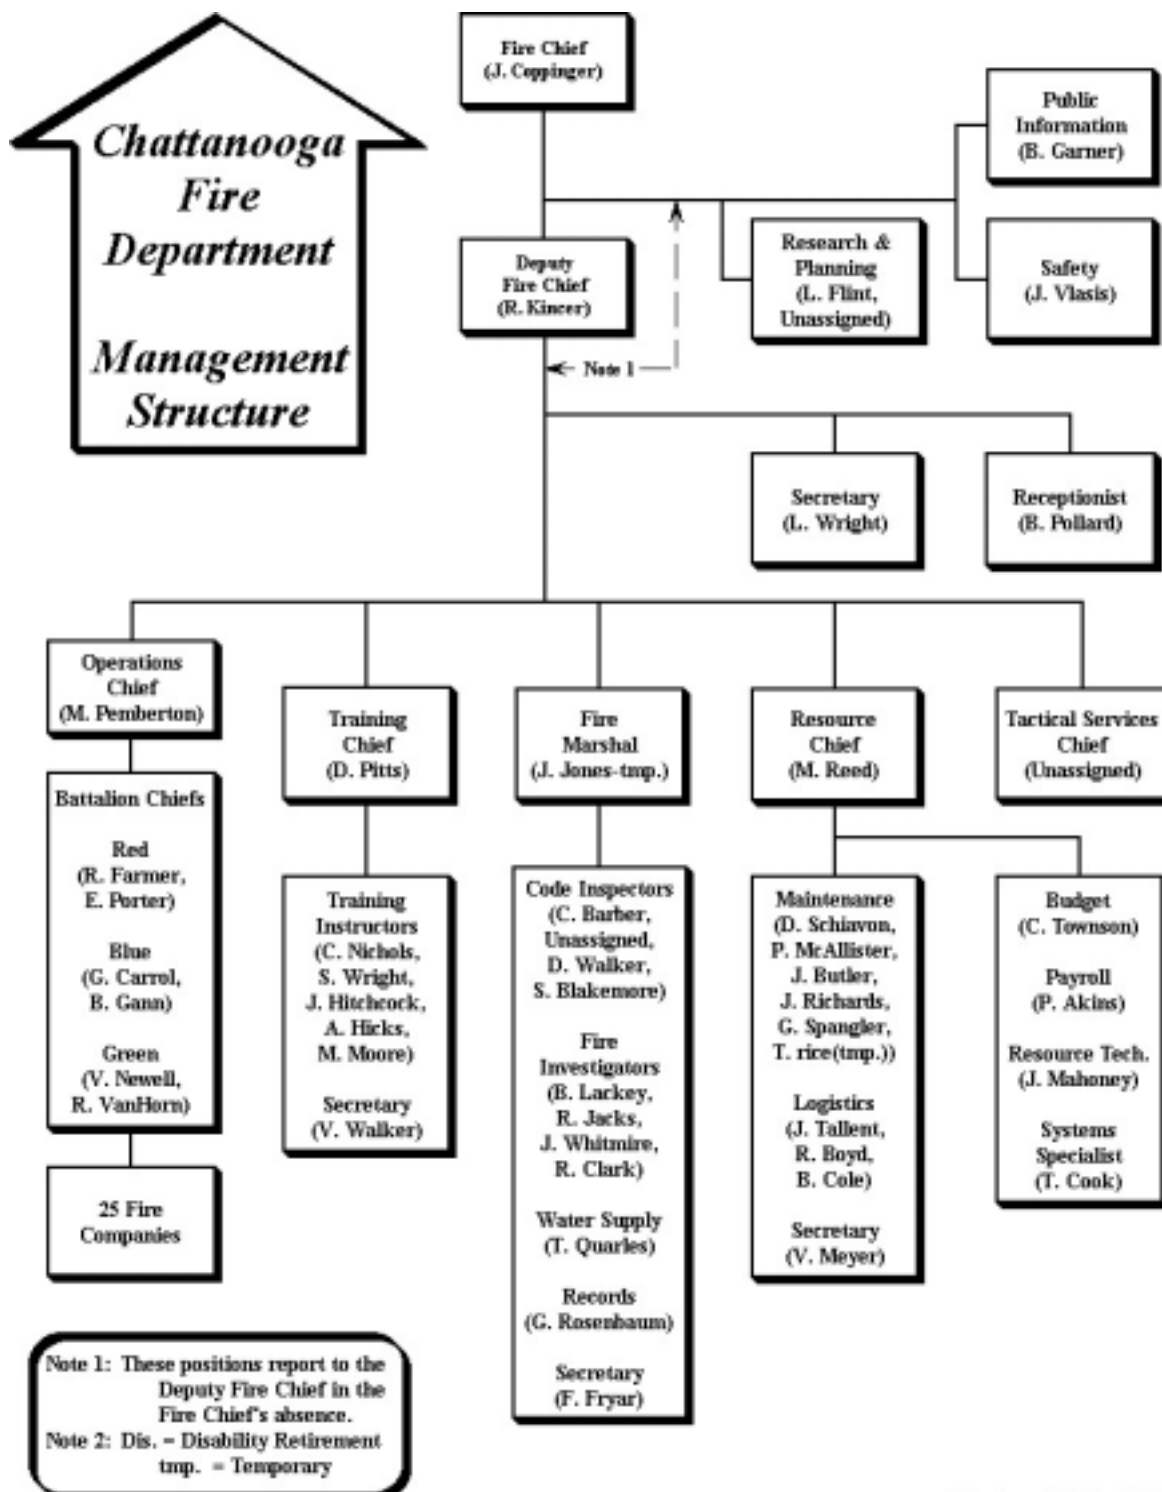 Chattanooga
Fire
Department
Management
Structure
Fire Chief
(J. Coppinger)
Public
Information
(B. Garner)
Research &
Planning
(L. Flint,
Unassigned)
Safety
(J. Vlasis)
Deputy
Fire Chief
(R. Kincer)
Note 1
Secretary
(L. Wright)
Receptionist
(B. Pollard)
Operations
Chief
(M. Pemberton)
Training
Chief
(D. Pitts)
Fire
Marshal
(J. Jones-tmp.)
Resource
Chief
(M. Reed)
Tactical Services
Chief
(Unassigned)
Battalion Chiefs
Red
(R. Farmer,
E. Porter)
Blue
(G. Carrol,
B. Gann)
Green
(V. Newell,
R. VanHorn)
25 Fire
Companies
Training
Instructors
(C. Nichols,
S. Wright,
J. Hitchcock,
A. Hicks,
M. Moore)
Secretary
(V. Walker)
Code Inspectors
(C. Barber,
Unassigned,
D. Walker,
S. Blakemore)
Fire
Investigators
(B. Lackey,
R. Jacks,
J. Whitmire,
R. Clark)
Water Supply
(T. Quarles)
Records
(G. Rosenbaum)
Secretary
(F. Fryar)
Maintenance
(D. Schiavon,
P. McAllister,
J. Butler,
J. Richards,
G. Spangler,
T. rice(tmp.))
Logistics
(J. Tallent,
R. Boyd,
B. Cole)
Secretary
(V. Meyer)
Budget
(C. Townson)
Payroll
(P. Akins)
Resource Tech.
(J. Mahoney)
Systems
Specialist
(T. Cook)
Note 1: These positions report to the
Deputy Fire Chief in the
Fire Chief's absence.
Note 2: Dis. = Disability Retirement
tmp. = Temporary